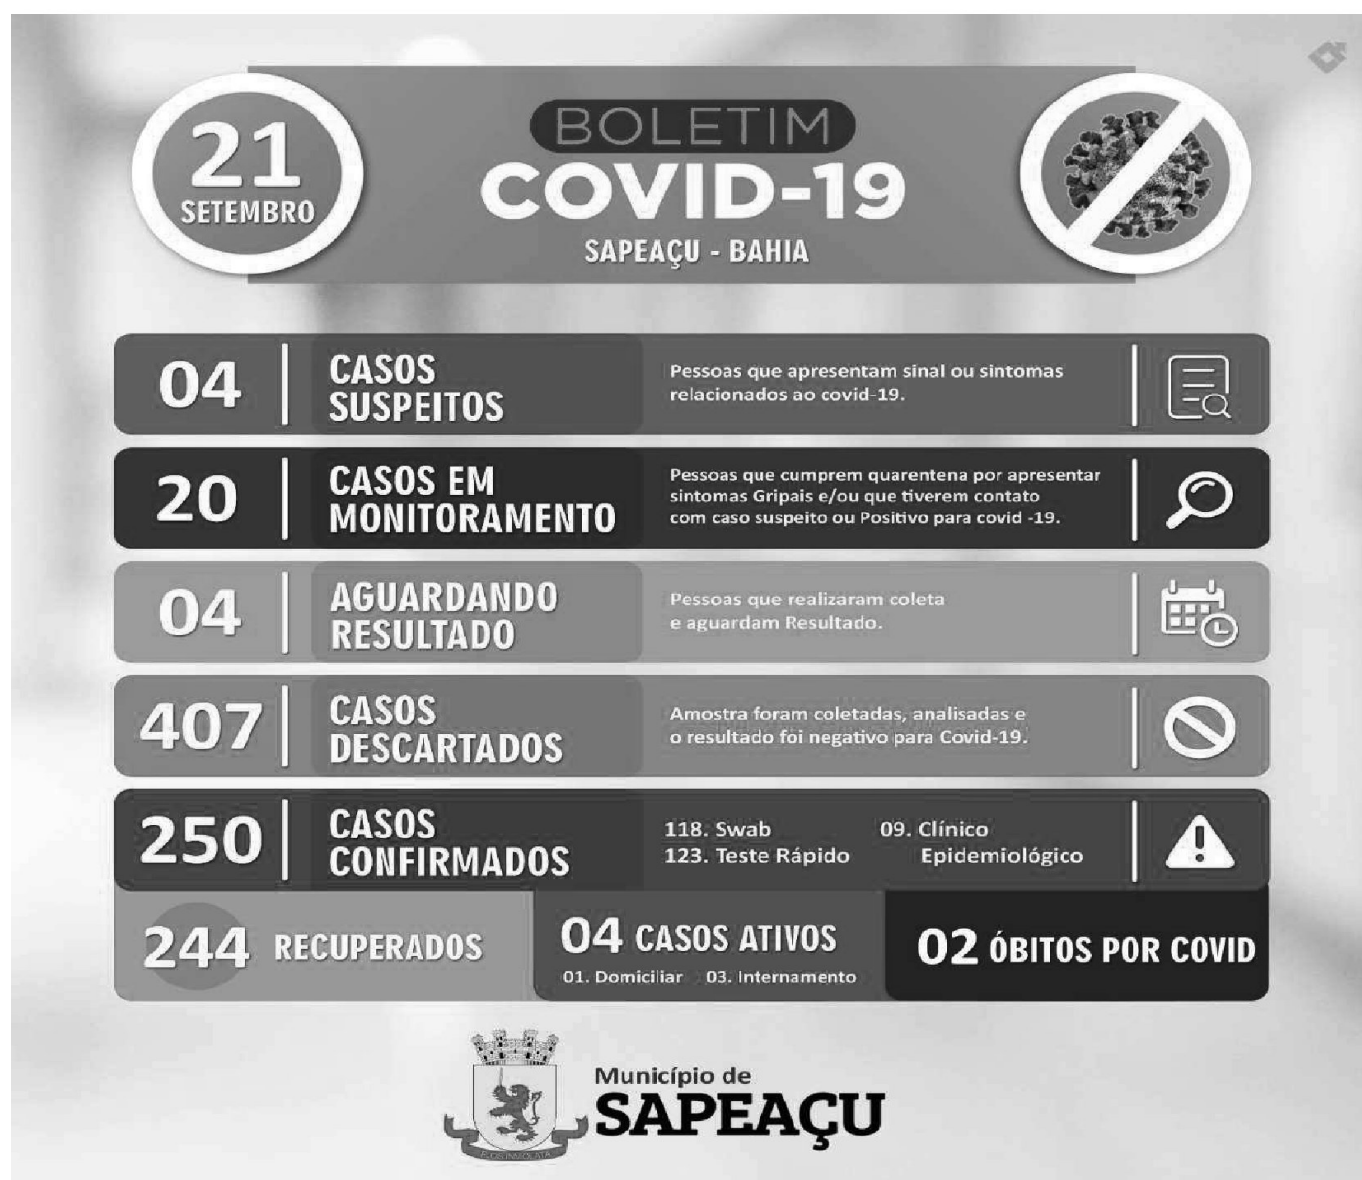 21
SETEMBRO
BOLETIM
COVID-19
SAPEAÇU - BAHIA
04
CASOS
SUSPEITOS
Pessoas que apresentam sinal ou sintomas
relacionados ao covid-19.
20
CASOS EM
MONITORAMENTO
Pessoas que cumprem quarentena por apresentar
sintomas Gripais e/ou que tiverem contato
com caso suspeito ou Positivo para covid -19.
04
AGUARDANDO
RESULTADO
Pessoas que realizaram coleta
e aguardam Resultado.
407
CASOS
DESCARTADOS
Amostra foram coletadas, analisadas e
o resultado foi negativo para Covid-19.
250
CASOS
CONFIRMADOS
118. Swab
123. Teste Rápido
09. Clínico
Epidemiológico
244 RECUPERADOS
04 CASOS ATIVOS
01. Domiciliar 03. Internamento
02 ÓBITOS POR COVID
Município de
SAPEAÇU